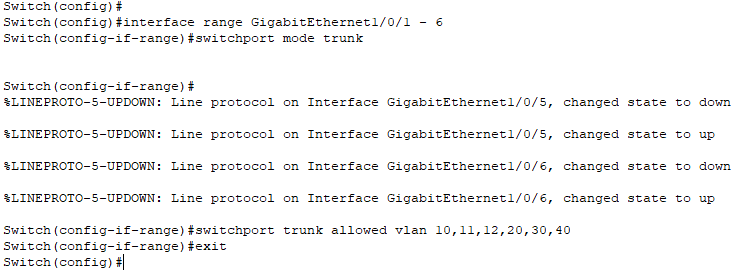 Switch(config)#
Switch(config)#interface range GigabitEthernet1/0/1 - 6
Switch(config-if-range)#switchport mode trunk
Switch(config-if-range)#
%LINEPROTO-5-UPDOWN: Line protocol on Interface GigabitEthernet1/0/5, changed state to down
%LINEPROTO-5-UPDOWN: Line protocol on Interface GigabitEthernet1/0/5, changed state to up
%LINEPROTO-5-UPDOWN: Line protocol on Interface GigabitEthernet1/0/6, changed state to down
%LINEPROTO-5-UPDOWN: Line protocol on Interface GigabitEthernet1/0/6, changed state to up
Switch(config-if-range)#switchport trunk allowed vlan 10,11,12,20,30,40
Switch(config-if-range)#exit
Switch(config)#